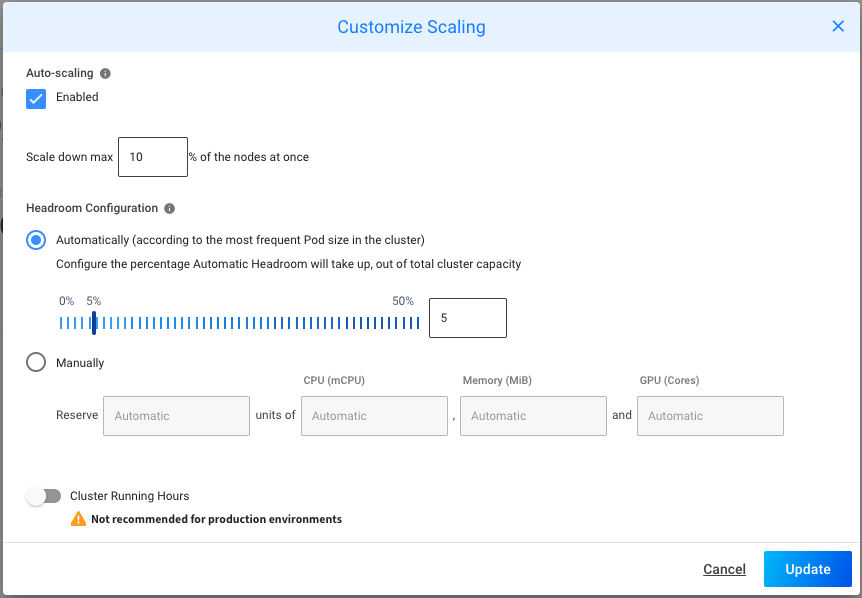 Customize Scaling
Auto-scaling
Enabled
Scale down max 10 % of the nodes at once
Headroom Configuration
Automatically (according to the most frequent Pod size in the cluster)
Configure the percentage Automatic Headroom will take up, out of total cluster capacity
0% 5% 50%
5
Manually
CPU (mCPU) Memory (MiB) GPU (Cores)
Reserve Automatic units of Automatic , Automatic and Automatic
Cluster Running Hours
Not recommended for production environments
Cancel Update